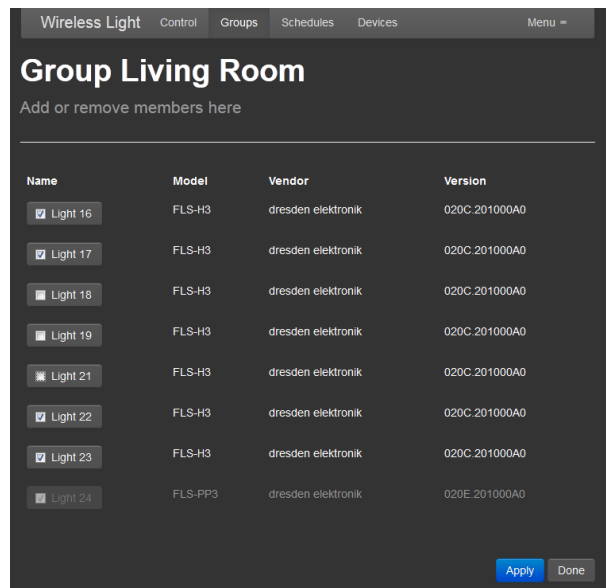 Wireless Light Control Groups Schedules Devices Menu
Group Living Room
Add or remove members here
Name Model Vendor Version
Light 16 FLS-H3 dresden elektronik 020C.201000A0
Light 17 FLS-H3 dresden elektronik 020C.201000A0
Light 18 FLS-H3 dresden elektronik 020C.201000A0
Light 19 FLS-H3 dresden elektronik 020C.201000A0
Light 21 FLS-H3 dresden elektronik 020C.201000A0
Light 22 FLS-H3 dresden elektronik 020C.201000A0
Light 23 FLS-H3 dresden elektronik 020C.201000A0
Light 24 FLS-PP3 dresden elektronik 020E.201000A0
Apply Done